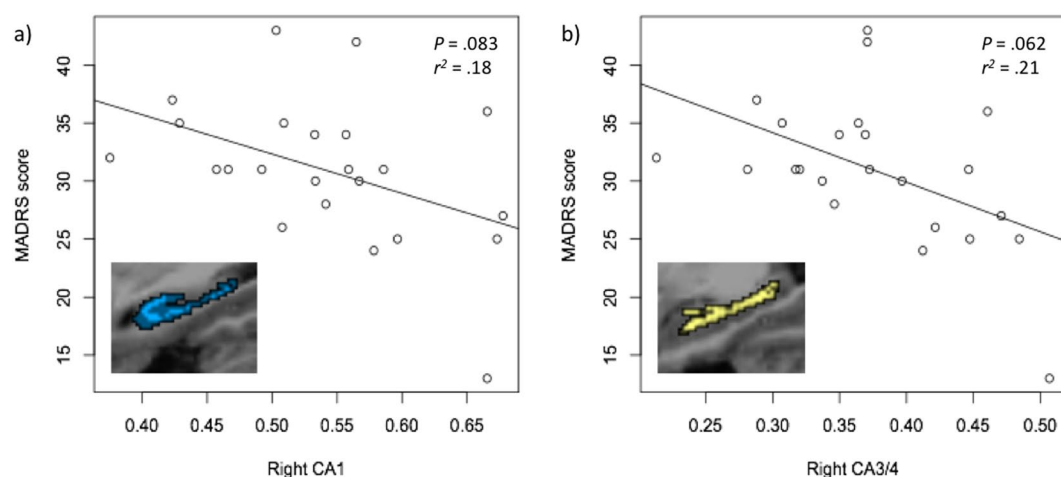 a)
P = .083
r² = .18
MADRS score
40
35
30
25
20
15
0.40 0.45 0.50 0.55 0.60 0.65
Right CA1
b)
P = .062
r² = .21
MADRS score
40
35
30
25
20
15
0.25 0.30 0.35 0.40 0.45 0.50
Right CA3/4